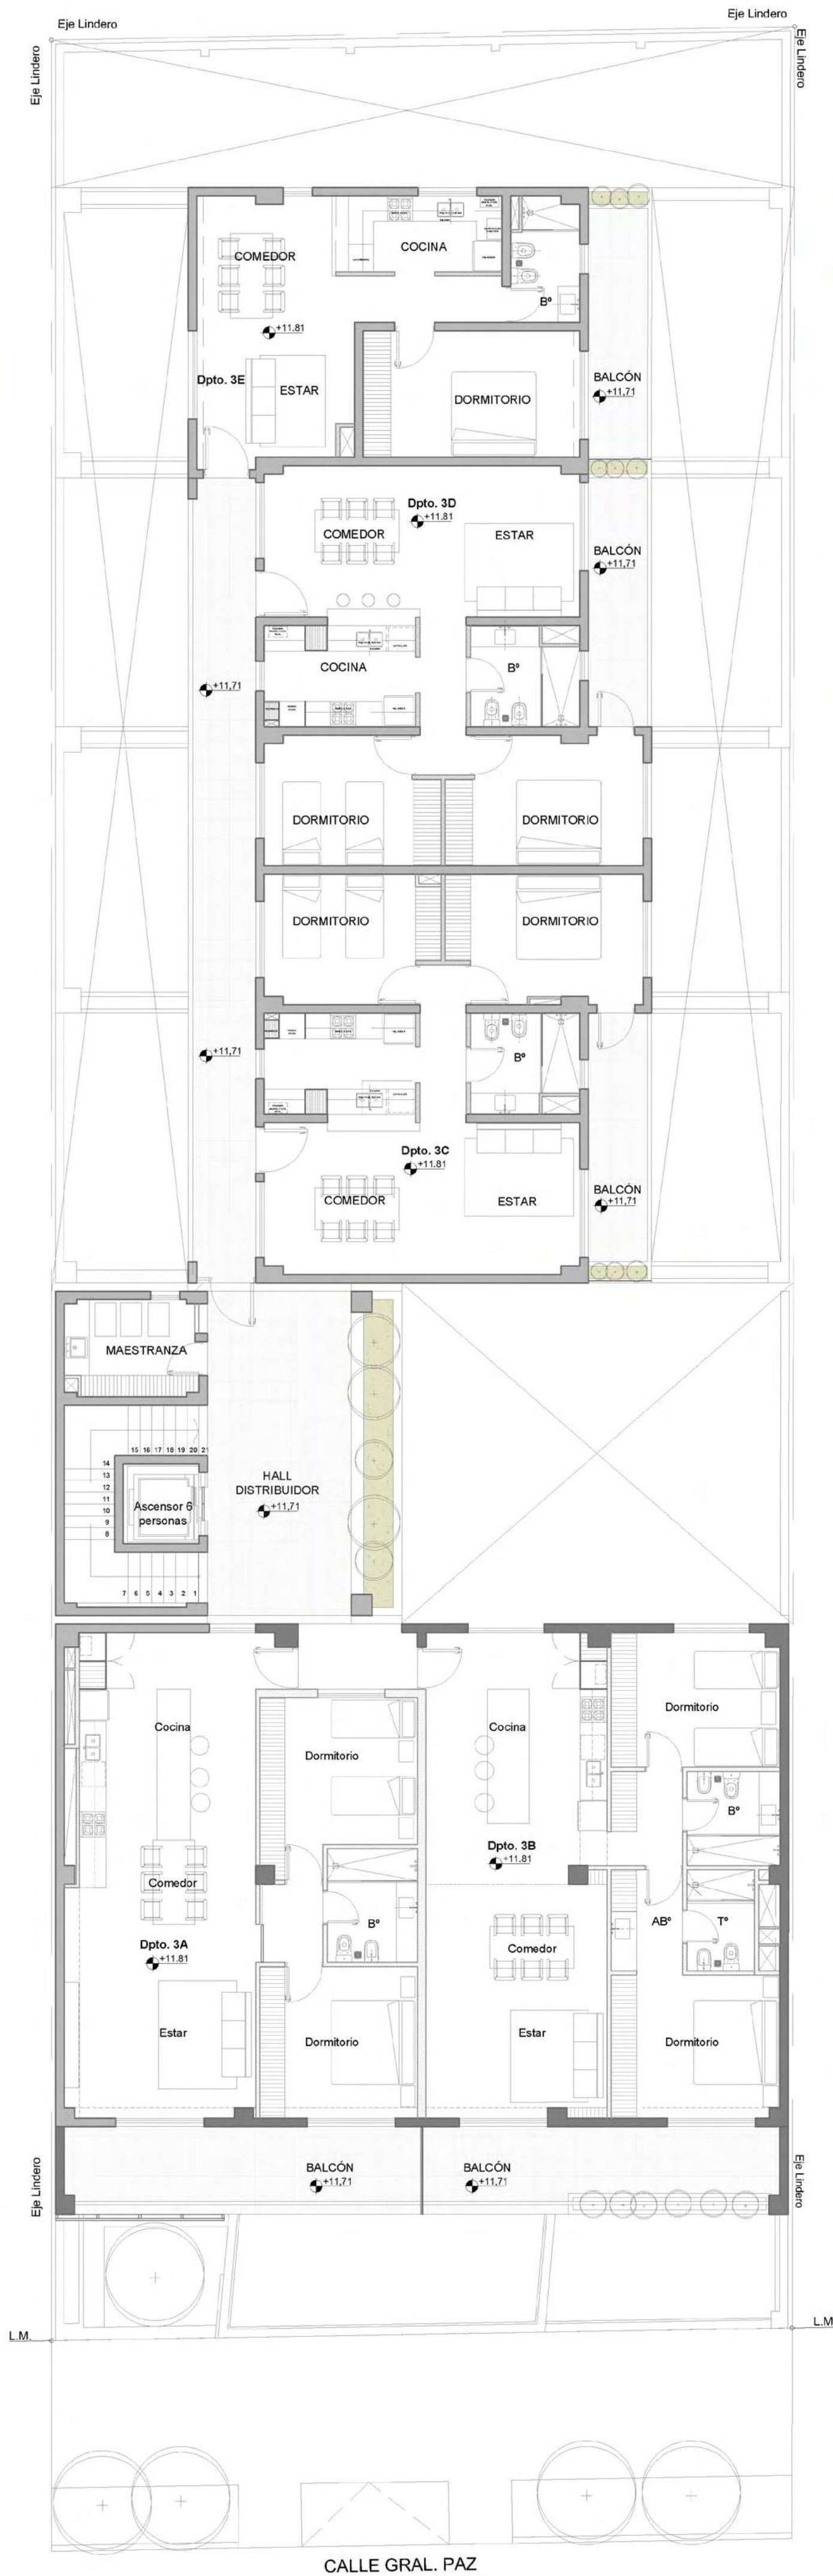 Eje Lindero
Eje Lindero
Eje Lindero
Eje Lindero
COMEDOR
COCINA
Bº
+11.81
Dpto. 3E
ESTAR
DORMITORIO
BALCÓN
+11,71
Dpto. 3D
+11.81
COMEDOR
ESTAR
BALCÓN
+11,71
COCINA
Bº
+11,71
DORMITORIO
DORMITORIO
DORMITORIO
DORMITORIO
+11,71
Bº
Dpto. 3C
+11.81
COMEDOR
ESTAR
BALCÓN
+11,71
MAESTRANZA
15 16 17 18 19 20 21
14
13
12
11
10
9
8
Ascensor 6
personas
7 6 5 4 3 2 1
HALL
DISTRIBUIDOR
+11,71
Cocina
Dormitorio
Cocina
Dormitorio
Bº
Dpto. 3B
+11.81
Comedor
Bº
ABº
Tº
Comedor
Dpto. 3A
+11.81
Estar
Dormitorio
Estar
Dormitorio
BALCÓN
+11,71
BALCÓN
+11,71
Eje Lindero
Eje Lindero
L.M.
L.M
CALLE GRAL. PAZ